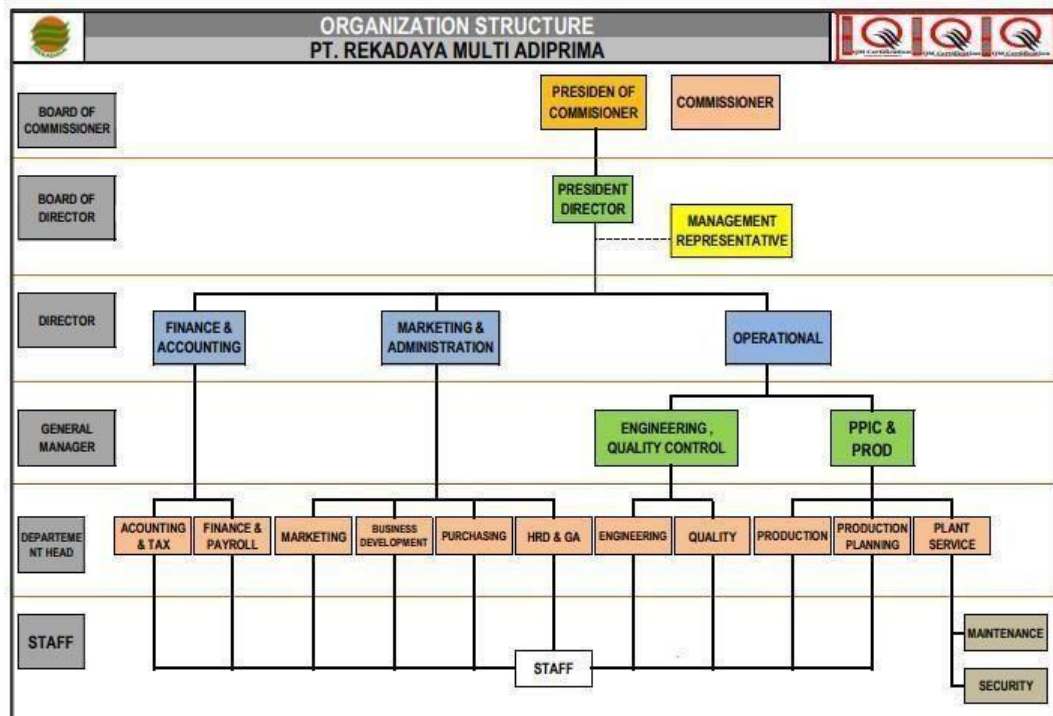 ORGANIZATION STRUCTURE
PT. REKADAYA MULTI ADIPRIMA
REKADAYA
BOARD OF
COMMISSIONER
PRESIDEN OF
COMMISIONER
COMMISSIONER
BOARD OF
DIRECTOR
PRESIDENT
DIRECTOR
MANAGEMENT
REPRESENTATIVE
DIRECTOR
FINANCE &
ACCOUNTING
MARKETING &
ADMINISTRATION
OPERATIONAL
GENERAL
MANAGER
ENGINEERING ,
QUALITY CONTROL
PPIC &
PROD
DEPARTEME
NT HEAD
ACOUNTING
& TAX
FINANCE &
PAYROLL
MARKETING
BUSINESS
DEVELOPMENT
PURCHASING
HRD & GA
ENGINEERING
QUALITY
PRODUCTION
PRODUCTION
PLANNING
PLANT
SERVICE
STAFF
STAFF
MAINTENANCE
SECURITY